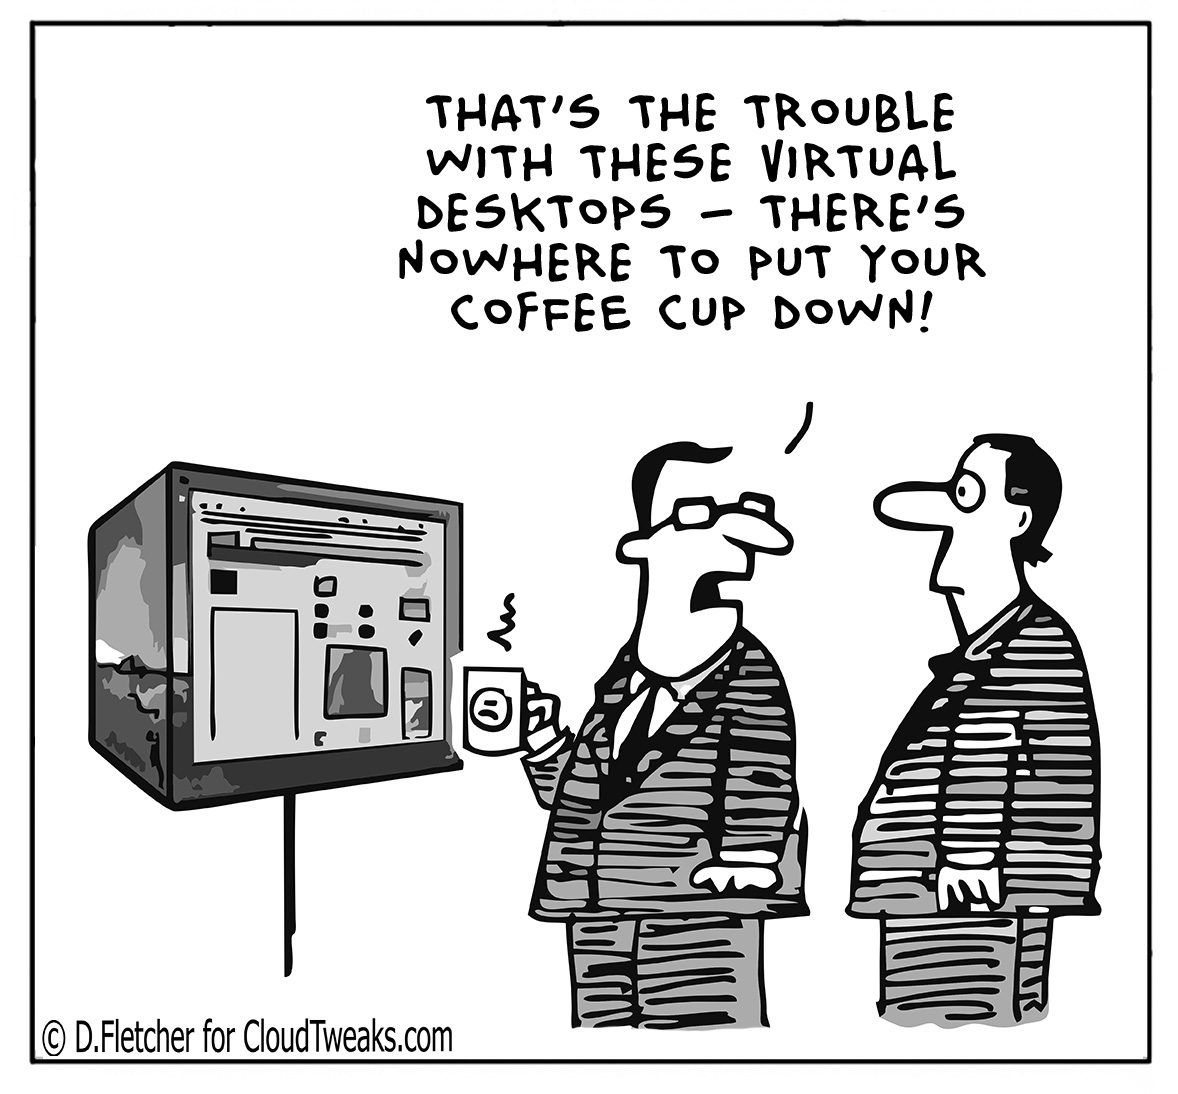 THAT'S THE TROUBLE
WITH THESE VIRTUAL
DESKTOPS – THERE'S
NOWHERE TO PUT YOUR
COFFEE CUP DOWN!
© D.Fletcher for CloudTweaks.com